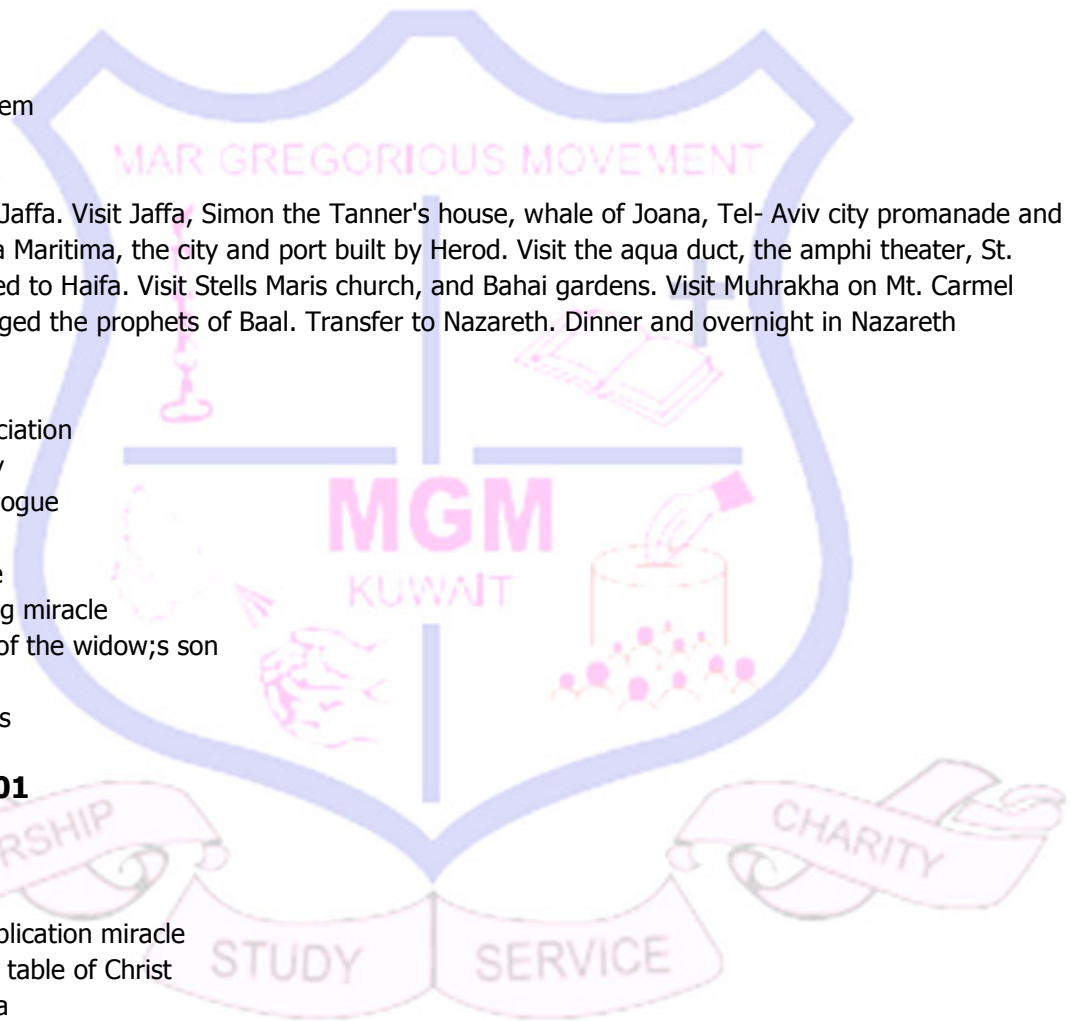 em
MAR GREGORIOUS MOVEMENT
Jaffa. Visit Jaffa, Simon the Tanner's house, whale of Joana, Tel- Aviv city promanade and
a Maritima, the city and port built by Herod. Visit the aqua duct, the amphi theater, St.
ed to Haifa. Visit Stells Maris church, and Bahai gardens. Visit Muhrakha on Mt. Carmel
ged the prophets of Baal. Transfer to Nazareth. Dinner and overnight in Nazareth
ciation
y
ogue
MGM
e
KUWAIT
g miracle
of the widow;s son
s
01
RSHIP
CHARITY
plication miracle
table of Christ
STUDY
SERVICE
a